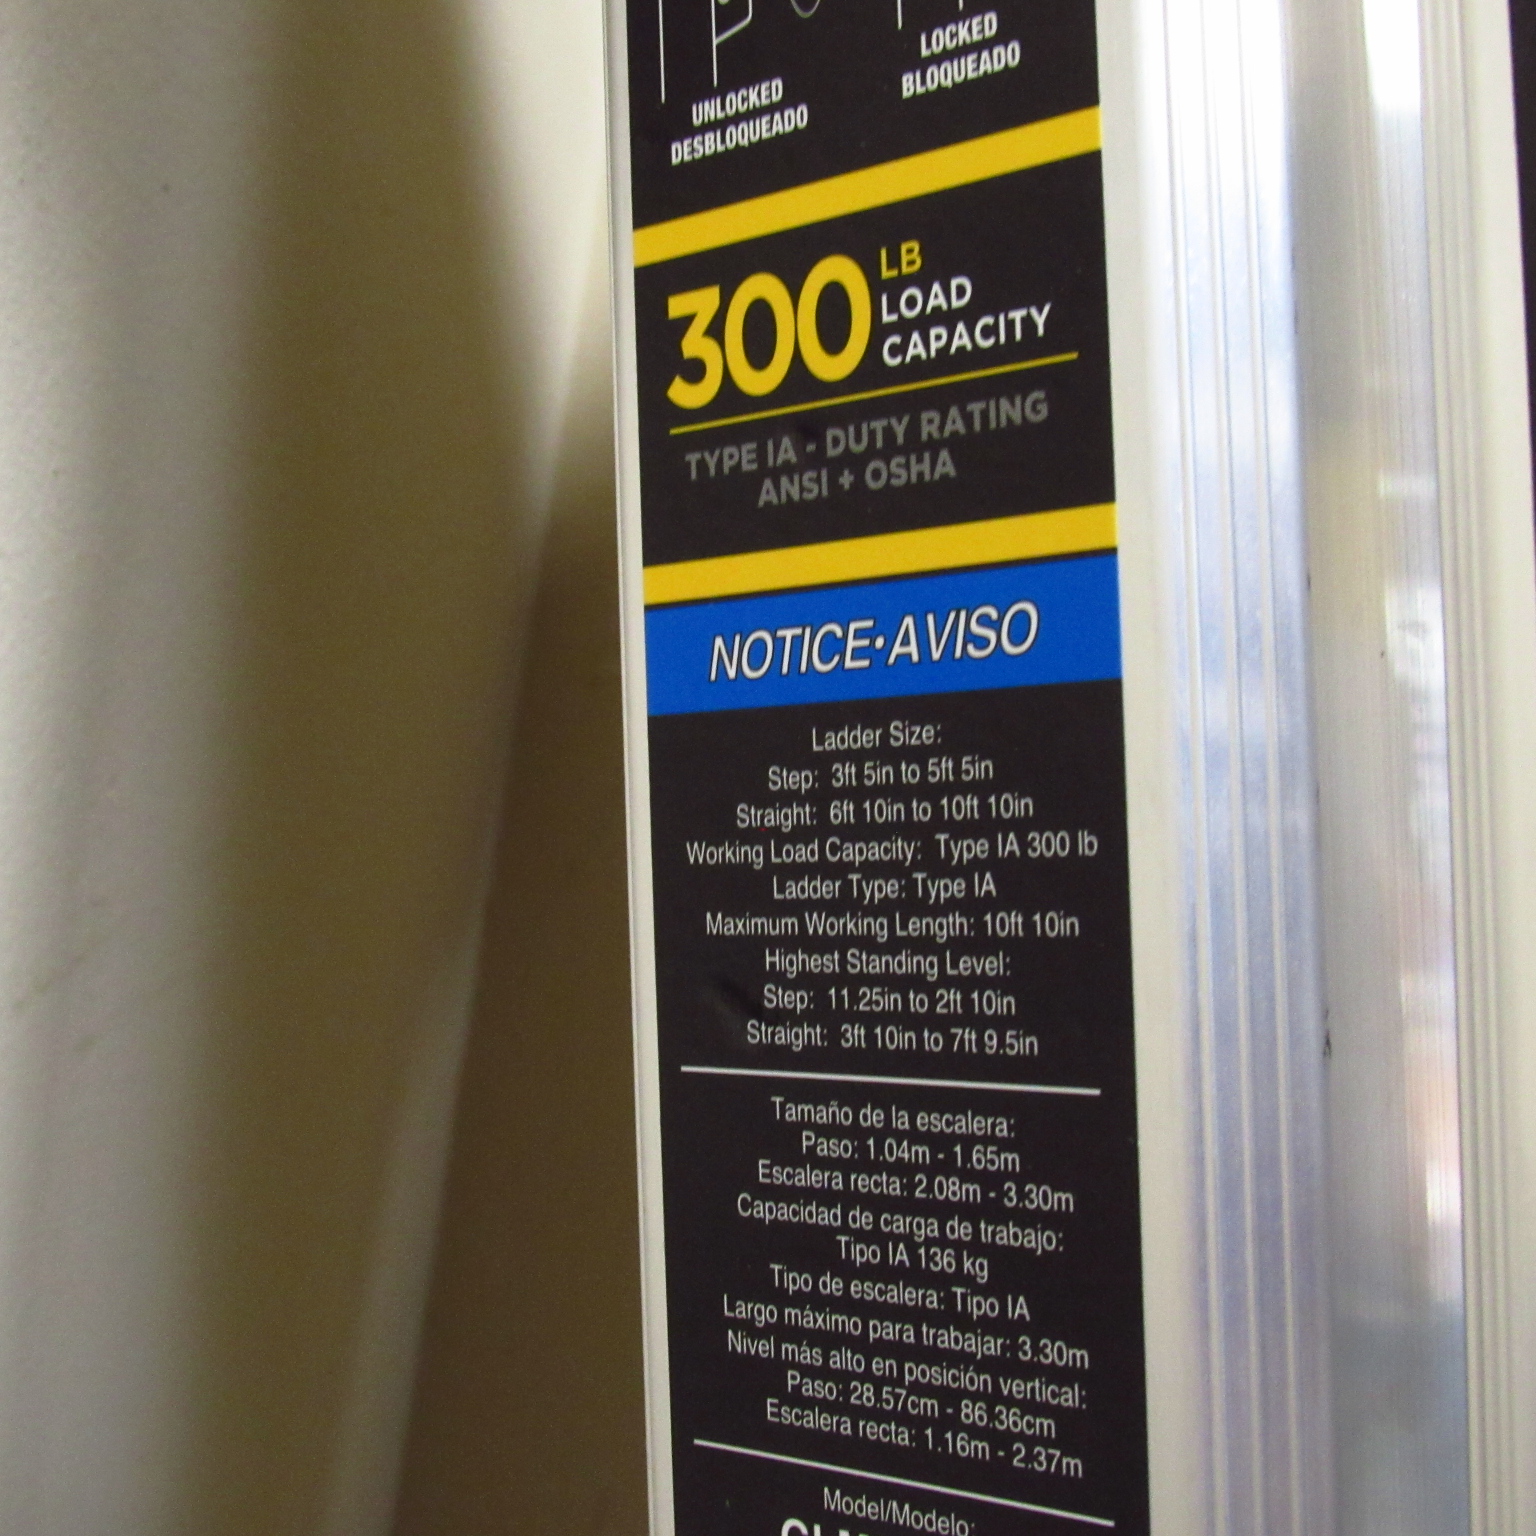 UNLOCKED
DESBLOQUEADO
LOCKED
BLOQUEADO
300 LB
LOAD
CAPACITY
TYPE IA - DUTY RATING
ANSI + OSHA
NOTICE·AVISO
Ladder Size:
Step: 3ft 5in to 5ft 5in
Straight: 6ft 10in to 10ft 10in
Working Load Capacity: Type IA 300 lb
Ladder Type: Type IA
Maximum Working Length: 10ft 10in
Highest Standing Level:
Step: 11.25in to 2ft 10in
Straight: 3ft 10in to 7ft 9.5in
Tamaño de la escalera:
Paso: 1.04m - 1.65m
Escalera recta: 2.08m - 3.30m
Capacidad de carga de trabajo:
Tipo IA 136 kg
Tipo de escalera: Tipo IA
Largo máximo para trabajar: 3.30m
Nivel más alto en posición vertical:
Paso: 28.57cm - 86.36cm
Escalera recta: 1.16m - 2.37m
Model/Modelo: